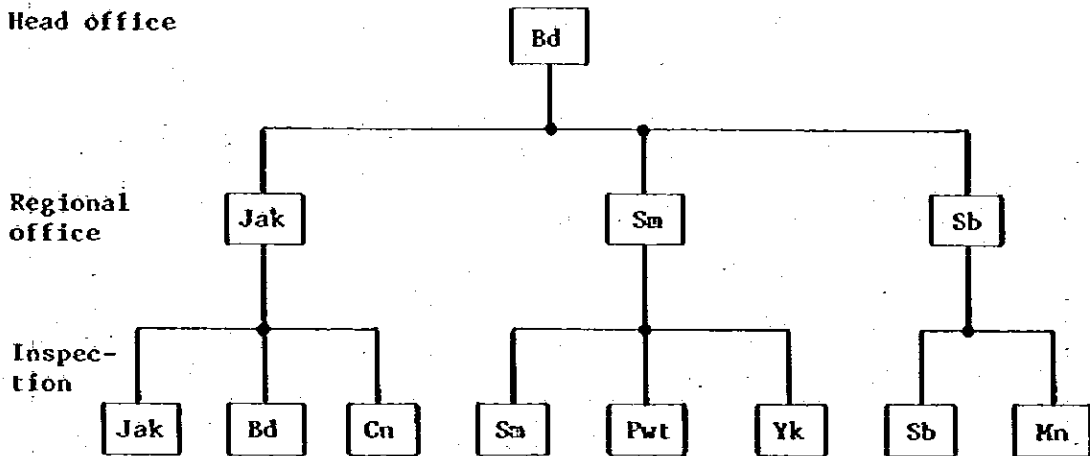 Head office
Bd
Regional
office
Jak
Sm
Sb
Inspec-
tion
Jak
Bd
Cn
Sm
Pwt
Yk
Sb
Mn